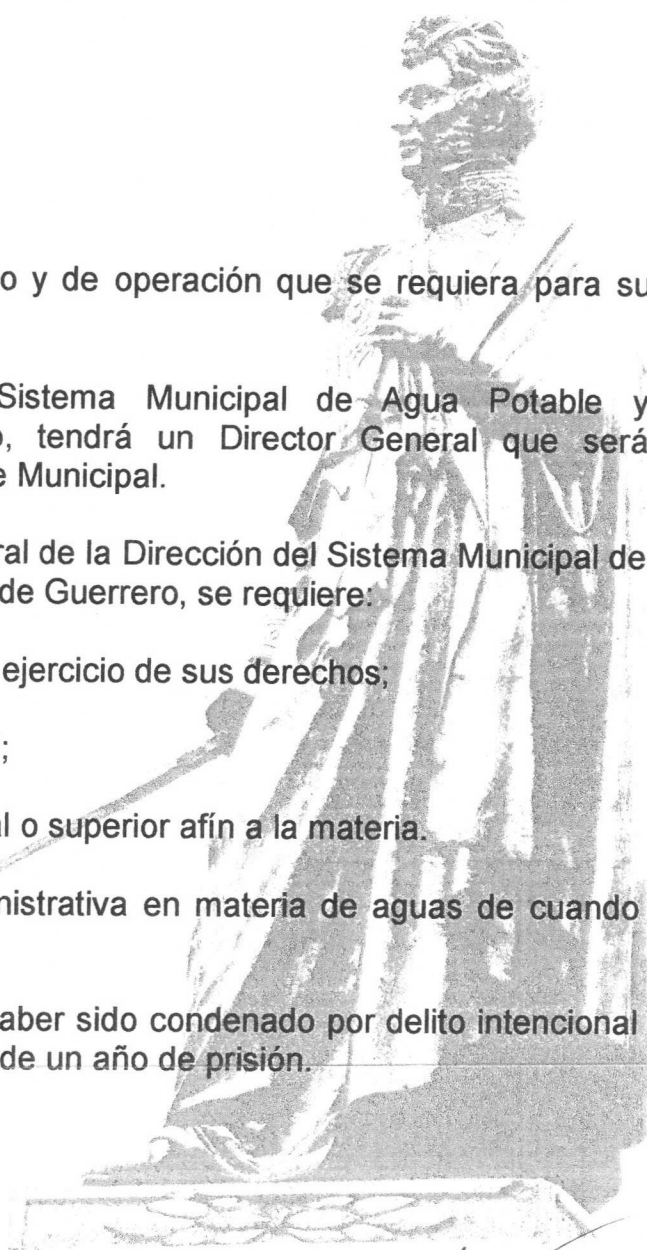 o y de operación que se requiera para su
Sistema Municipal de Agua Potable y
o, tendrá un Director General que será
e Municipal.
ral de la Dirección del Sistema Municipal de
de Guerrero, se requiere:
ejercicio de sus derechos;
;
l o superior afín a la materia.
nistrativa en materia de aguas de cuando
aber sido condenado por delito intencional
de un año de prisión.